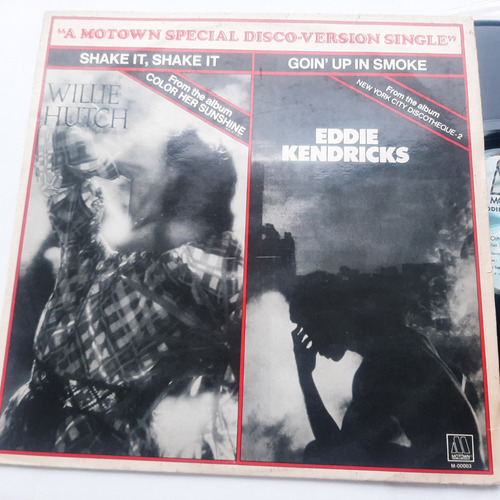 "A MOTOWN SPECIAL DISCO-VERSION SINGLE"
SHAKE IT, SHAKE IT
GOIN' UP IN SMOKE
WILLIE
HUTCH
From the album
COLOR HER SUNSHINE
From the album
NEW YORK CITY DISCOTHEQUE-2
EDDIE
KENDRICKS
MOTOWN
M-00003